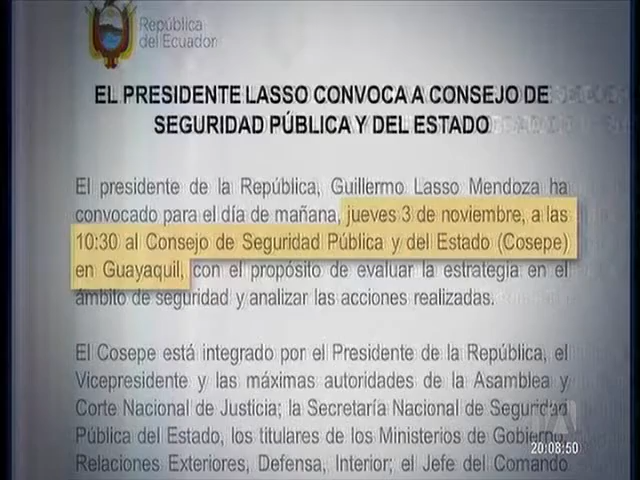 República
del Ecuador
EL PRESIDENTE LASSO CONVOCA A CONSEJO DE
SEGURIDAD PÚBLICA Y DEL ESTADO
El presidente de la República, Guillermo Lasso Mendoza ha
convocado para el día de mañana, jueves 3 de noviembre, a las
10:30 al Consejo de Seguridad Pública y del Estado (Cosepe)
en Guayaquil, con el propósito de evaluar la estrategia en el
ámbito de seguridad y analizar las acciones realizadas.
El Cosepe está integrado por el Presidente de la República, el
Vicepresidente y las máximas autoridades de la Asamblea y
Corte Nacional de Justicia; la Secretaría Nacional de Seguridad
Pública del Estado, los titulares de los Ministerios de Gobierno,
Relaciones Exteriores, Defensa, Interior; el Jefe del Comando
20:08:50